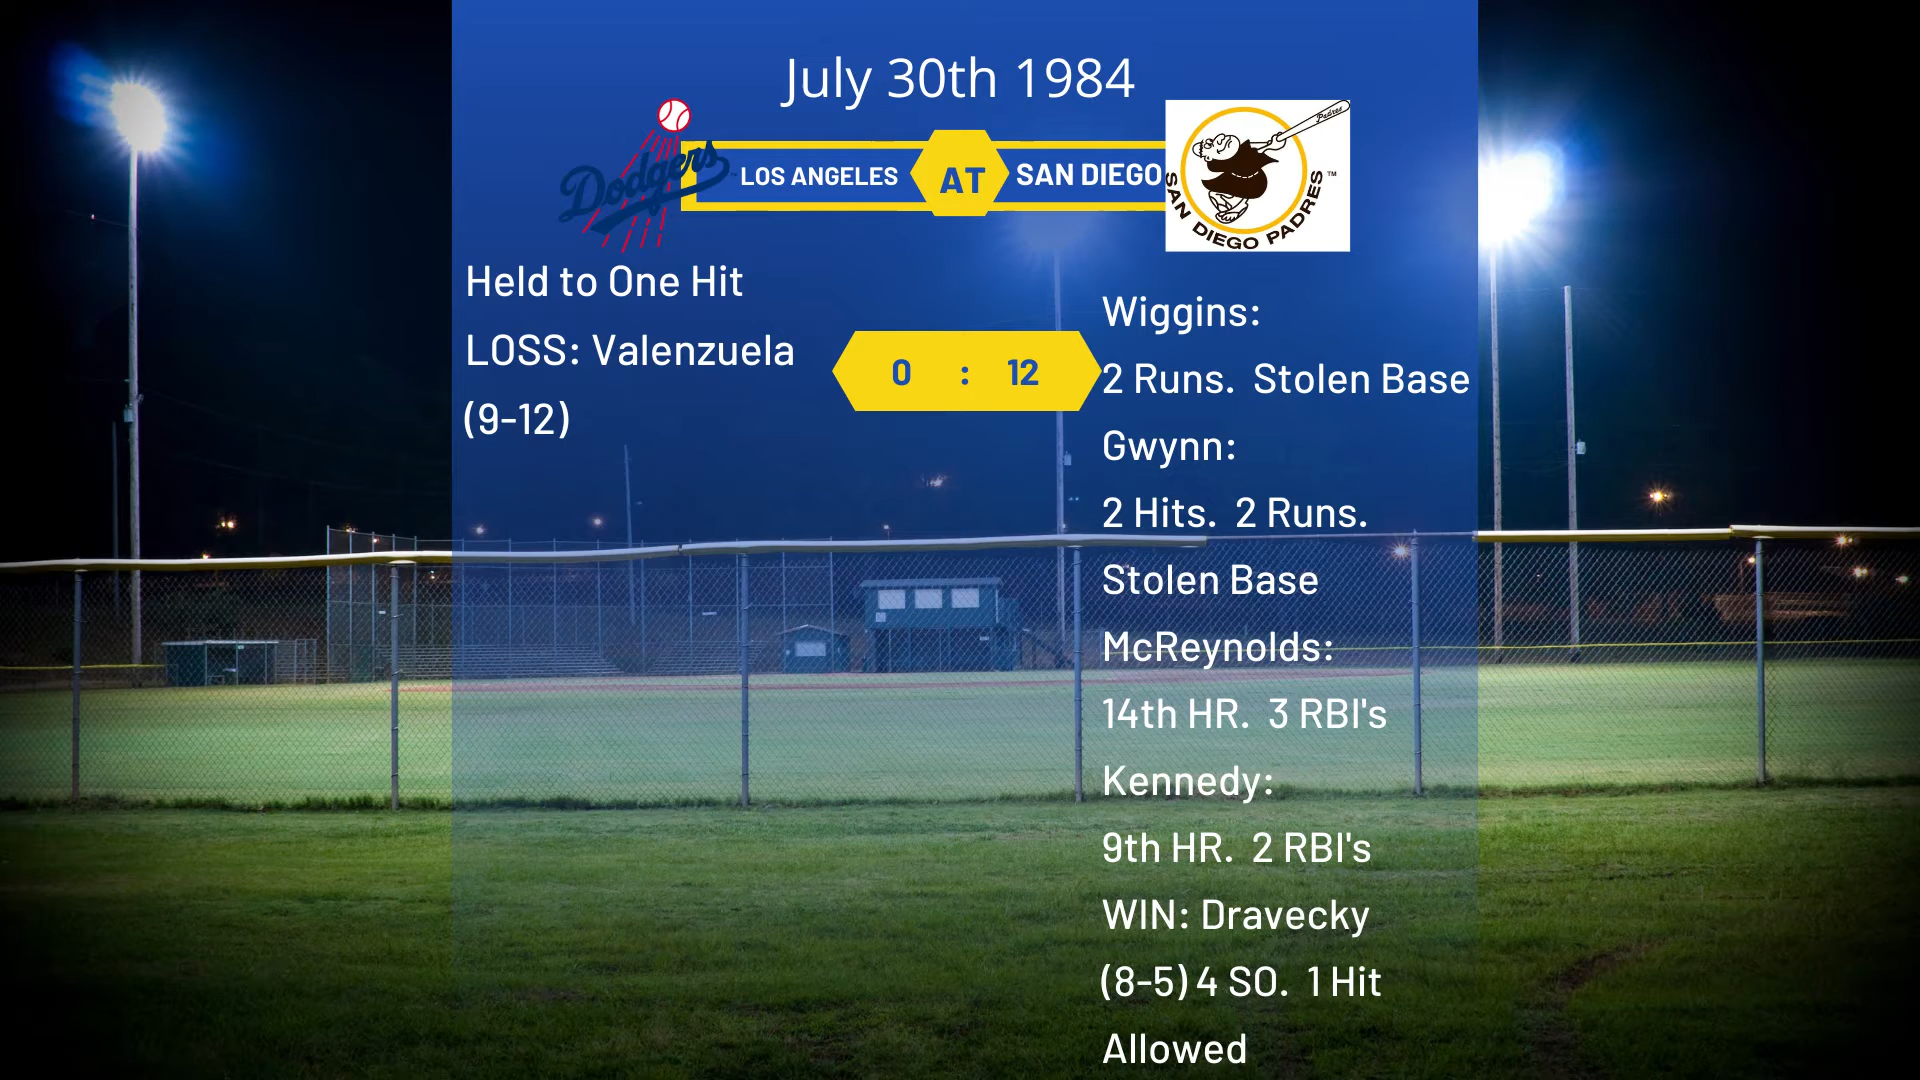 July 30th 1984
Dodgers
LOS ANGELES AT SAN DIEGO
Padres
SAN DIEGO PADRES ™
Held to One Hit
LOSS: Valenzuela
(9-12)
0 : 12
Wiggins:
2 Runs. Stolen Base
Gwynn:
2 Hits. 2 Runs.
Stolen Base
McReynolds:
14th HR. 3 RBI's
Kennedy:
9th HR. 2 RBI's
WIN: Dravecky
(8-5) 4 SO. 1 Hit
Allowed